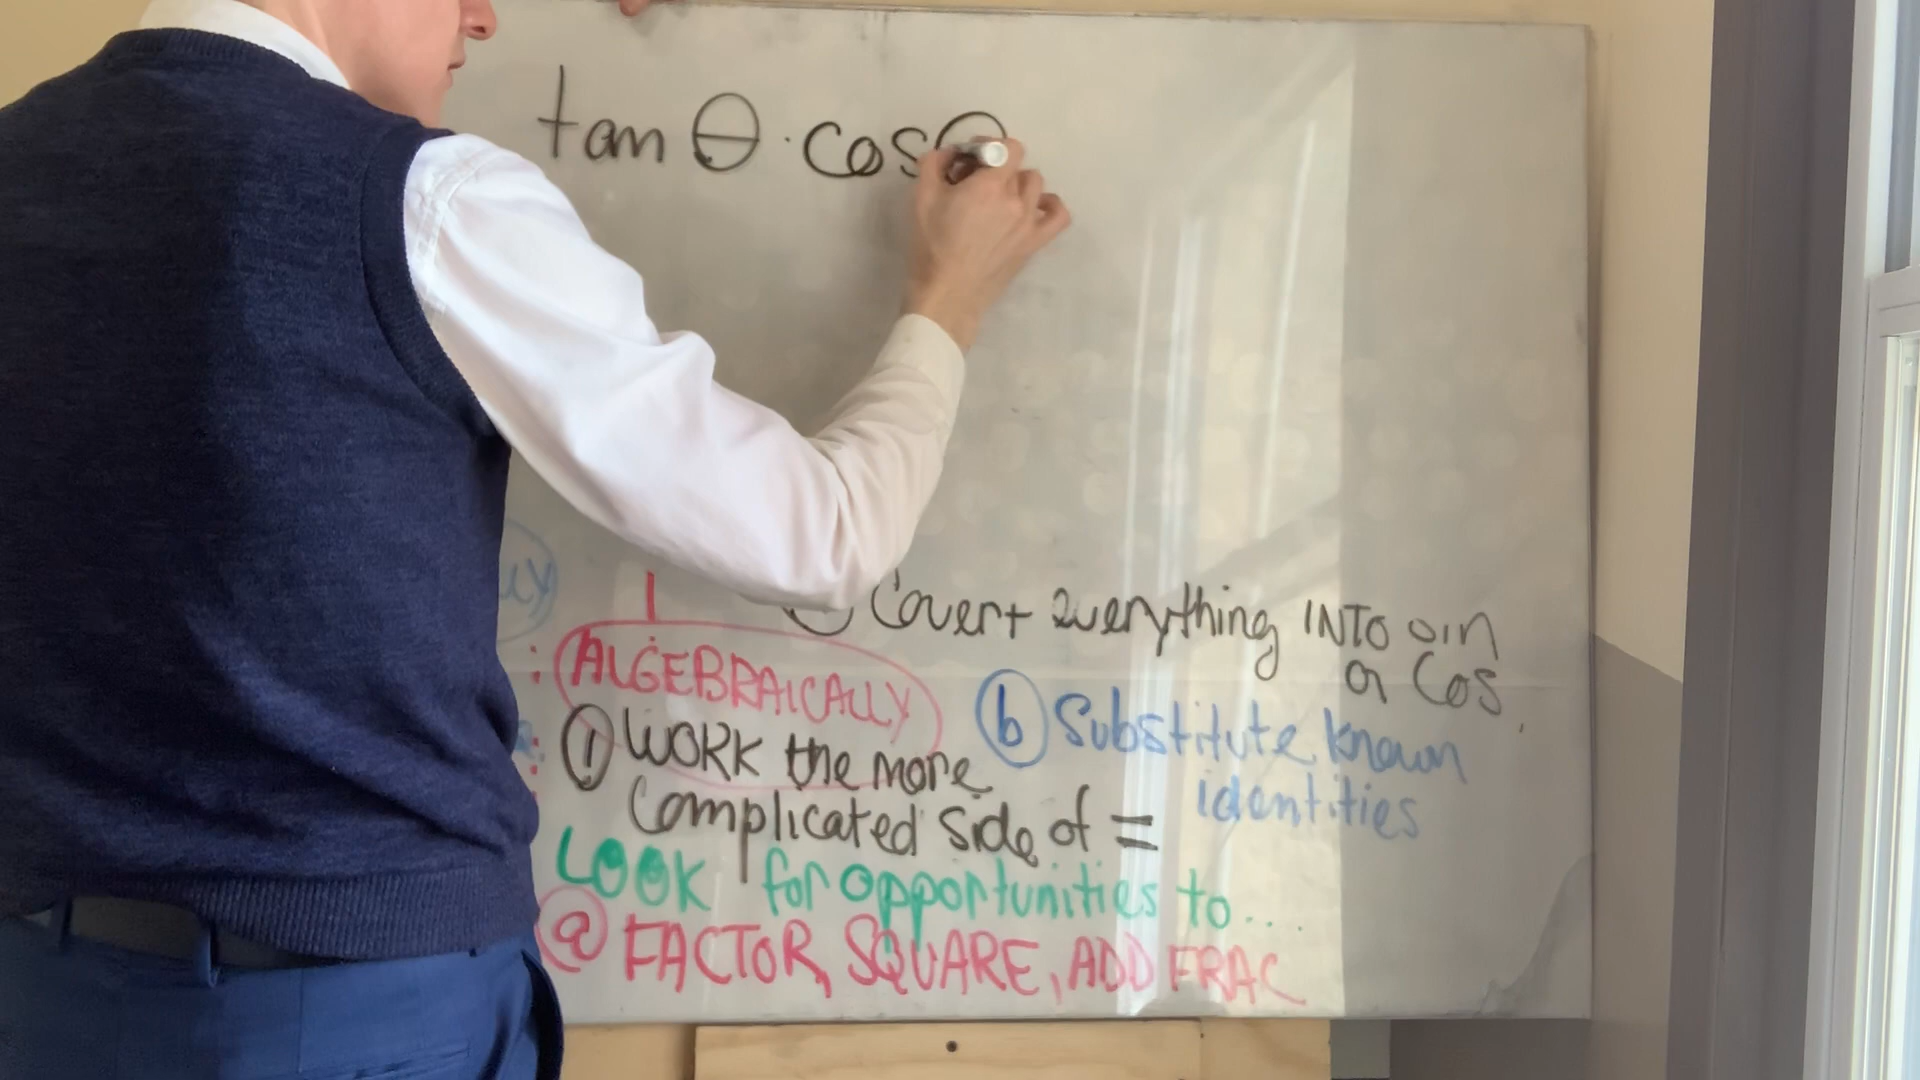 tan θ · cos θ
Covert everything INTO sin
or Cos.
: ALGEBRAICALLY
① WORK the more
complicated side of =
ⓑ Substitute known
identities
LOOK for opportunities to...
ⓐ FACTOR, SQUARE, ADD FRAC